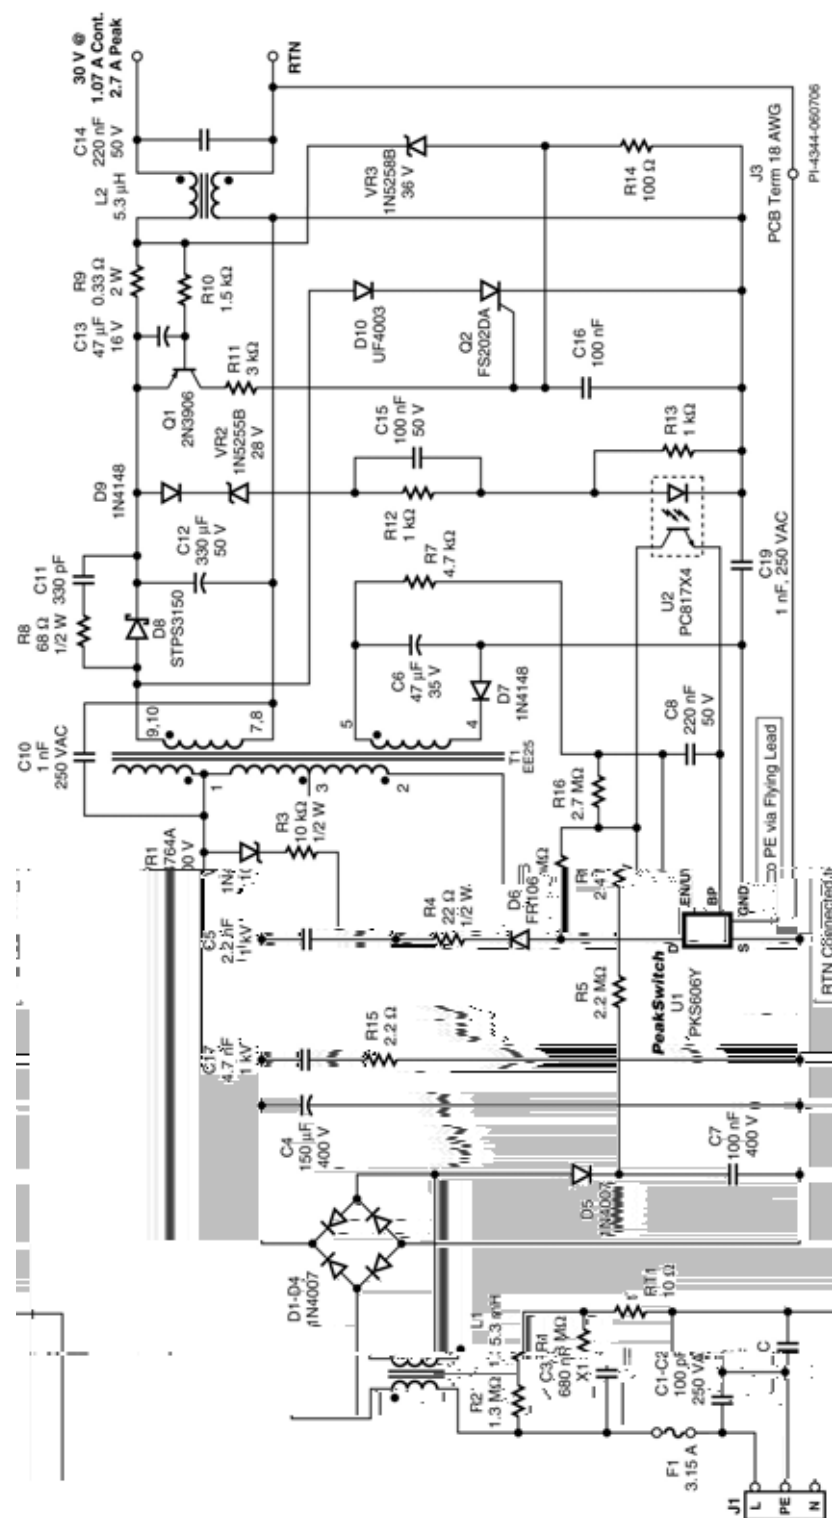 30 V @
1.07 A Cont.
2.7 A Peak
RTN
C14
220 nF
50 V
L2
5.3 µH
VR3
1N5258B
36 V
R14
100 Ω
J3
PCB Term 18 AWG
PI-4344-060706
R9
0.33 Ω
2 W
R10
1.5 kΩ
C13
47 µF
16 V
Q1
2N3906
R11
3 kΩ
D10
UF4003
Q2
FS202DA
C16
100 nF
D9
1N4148
VR2
1N5255B
28 V
C15
100 nF
50 V
R12
1 kΩ
R13
1 kΩ
C11
330 pF
R8
68 Ω
1/2 W
D8
STPS3150
C12
330 µF
50 V
R7
4.7 kΩ
C6
47 µF
35 V
D7
1N4148
U2
PC817X4
C19
1 nF, 250 VAC
C10
1 nF
250 VAC
9,10
7,8
5
4
1
3
2
T1
EE25
C8
220 nF
50 V
R16
2.7 MΩ
R3
10 kΩ
1/2 W
PE via Flying Lead
C5
2.2 nF
1 kV
R4
22 Ω
1/2 W
D6
FR106
MΩ
EN/U
BP
GND
D
S
R5
2.2 MΩ
PeakSwitch
U1
PKS606Y
RTN
C17
4.7 nF
1 kV
R15
2.2 Ω
C4
150 µF
400 V
C7
100 nF
400 V
D5
1N4007
D1-D4
1N4007
RT1
10 Ω
L1
5.3 mH
R2
1.3 MΩ
C3
680 nF
X1
C1-C2
100 pF
F1
3.15 A
J1
L
PE
N